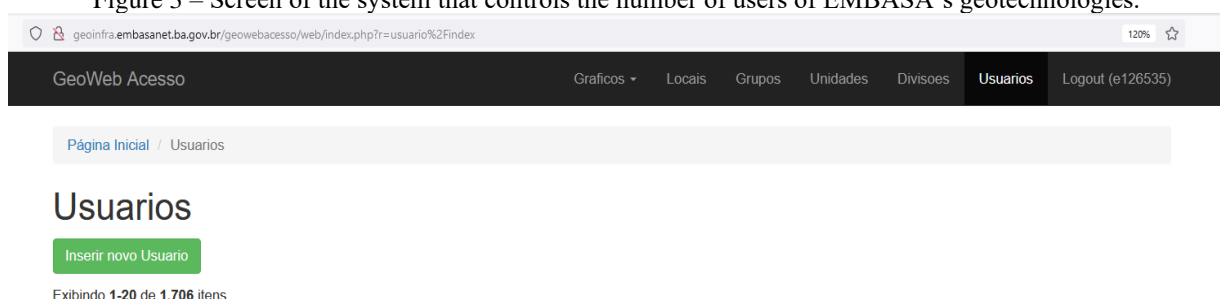 Figure 5 – Screen of the system that controls the number of users of EMBASA's geotechnologies.
geoinfra.embasanet.ba.gov.br/geowebacesso/web/index.php?r=usuario%2Findex 120%
GeoWeb Acesso Graficos Locais Grupos Unidades Divisoes Usuarios Logout (e126535)
Página Inicial / Usuarios
Usuarios
Inserir novo Usuario
Exibindo 1-20 de 1.706 itens